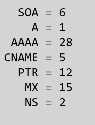 SOA = 6
A = 1
AAAA = 28
CNAME = 5
PTR = 12
MX = 15
NS = 2